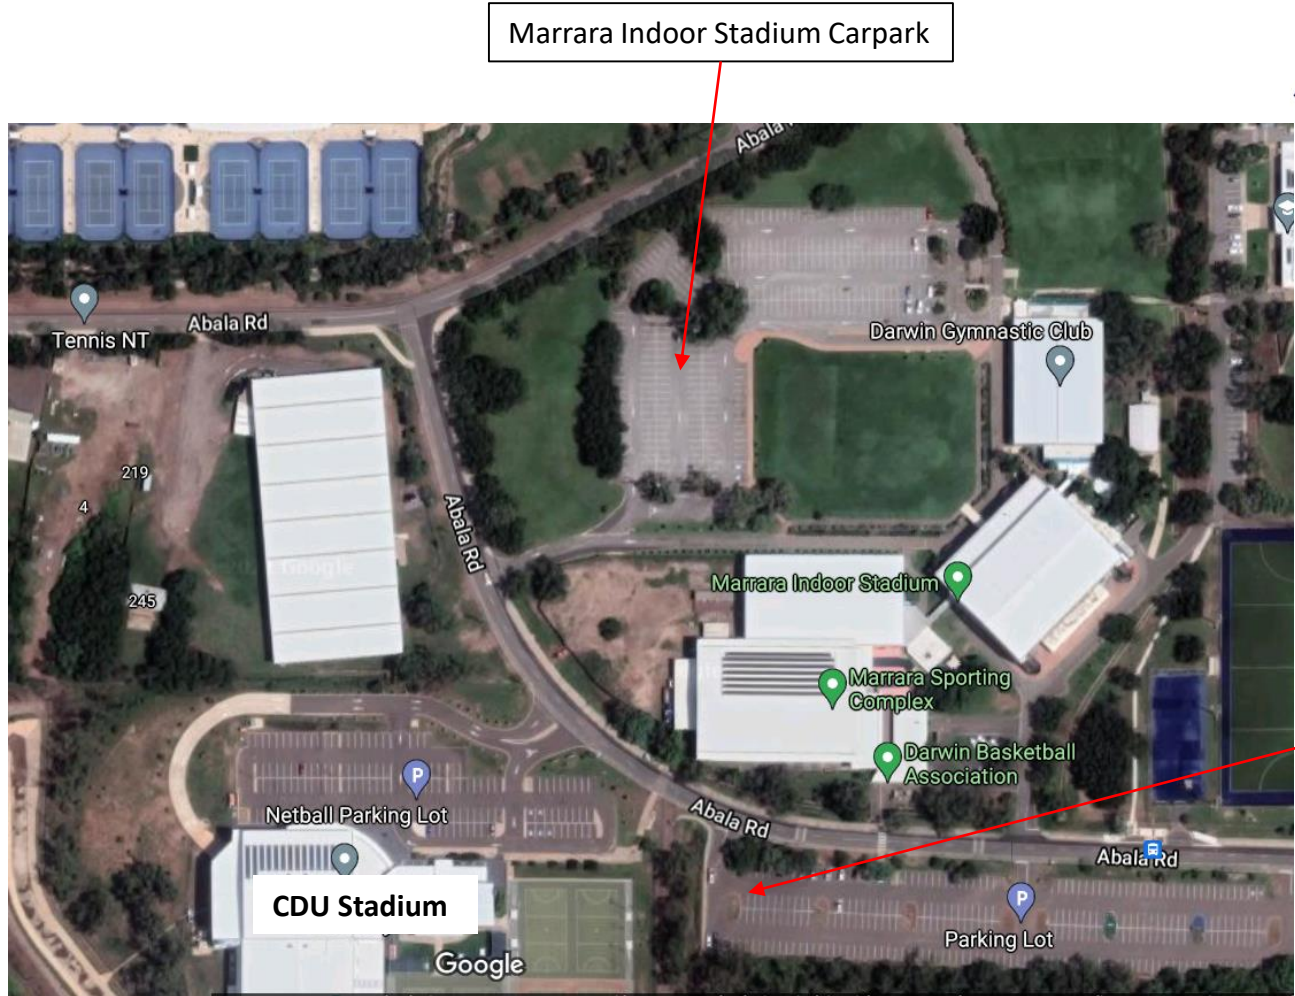 Marrara Indoor Stadium Carpark
Abala
Tennis NT
Abala Rd
Darwin Gymnastic Club
219
4
Abala Rd
245
Marrara Indoor Stadium
Marrara Sporting
Complex
Darwin Basketball
Association
P
Netball Parking Lot
Abala Rd
Abala Rd
CDU Stadium
P
Parking Lot
Google